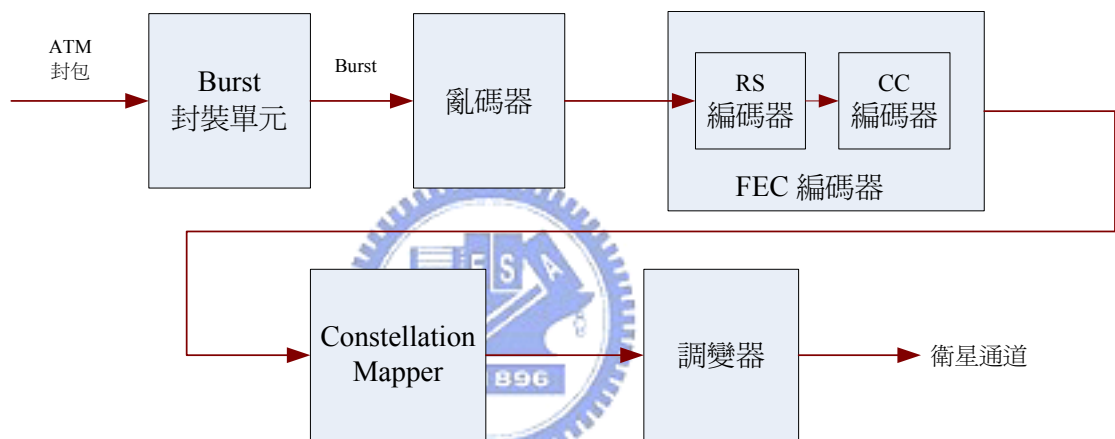 ATM
封包
Burst
封裝單元
Burst
亂碼器
RS
編碼器
CC
編碼器
FEC 編碼器
Constellation
Mapper
調變器
衛星通道
E S A
1896